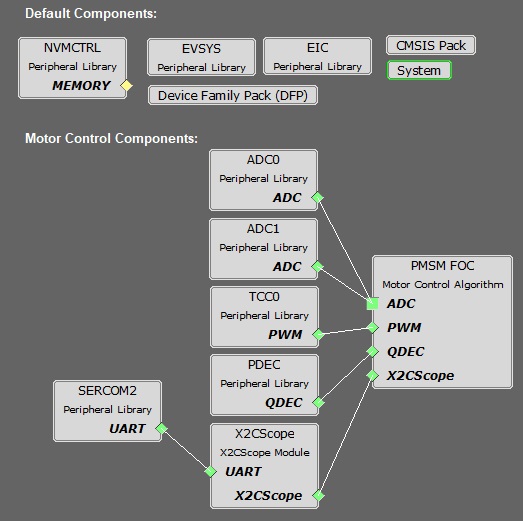 Default Components:
NVMCTRL
Peripheral Library
MEMORY
EVSYS
Peripheral Library
EIC
Peripheral Library
CMSIS Pack
System
Device Family Pack (DFP)
Motor Control Components:
ADC0
Peripheral Library
ADC
ADC1
Peripheral Library
ADC
TCC0
Peripheral Library
PWM
PDEC
Peripheral Library
QDEC
PMSM FOC
Motor Control Algorithm
ADC
PWM
QDEC
X2CScope
SERCOM2
Peripheral Library
UART
X2CScope
X2CScope Module
UART
X2CScope